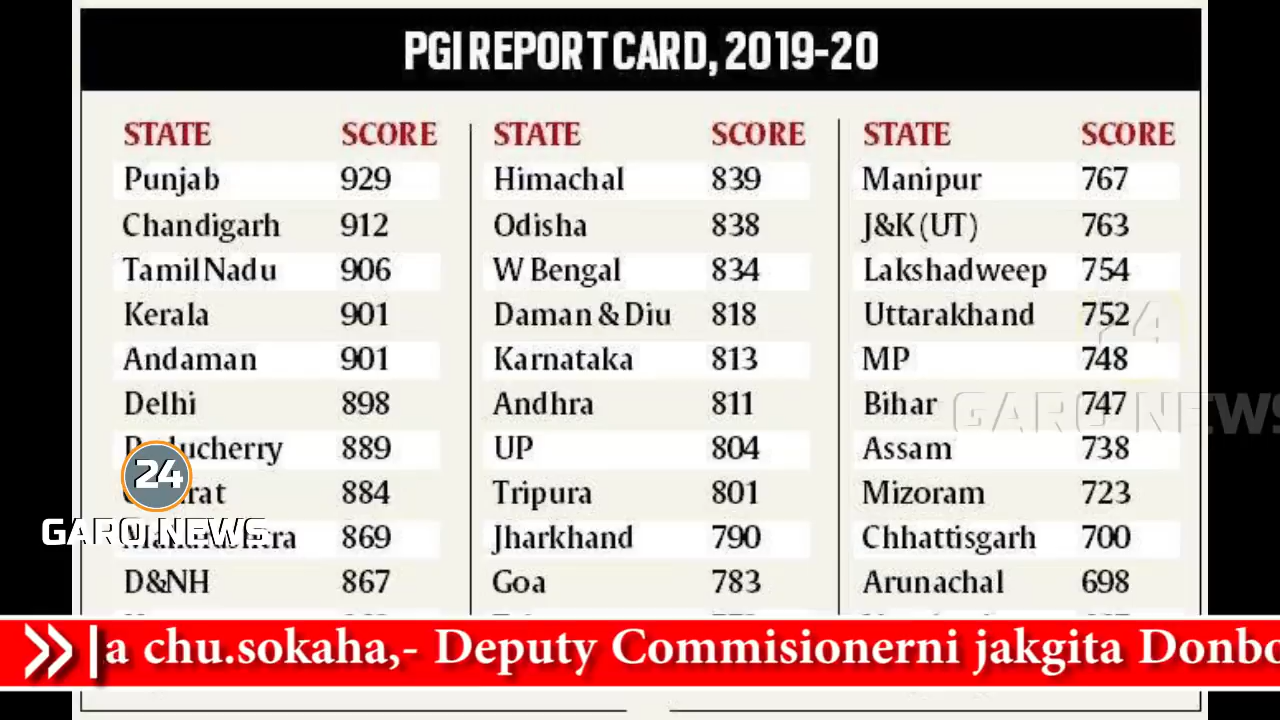 PGI REPORT CARD, 2019-20
STATE SCORE
Punjab 929
Chandigarh 912
Tamil Nadu 906
Kerala 901
Andaman 901
Delhi 898
889
884
869
D&NH 867
STATE SCORE
Himachal 839
Odisha 838
W Bengal 834
Daman & Diu 818
Karnataka 813
Andhra 811
UP 804
Tripura 801
Jharkhand 790
Goa 783
STATE SCORE
Manipur 767
J&K (UT) 763
Lakshadweep 754
Uttarakhand 752
MP 748
Bihar 747
Assam 738
Mizoram 723
Chhattisgarh 700
Arunachal 698
24
GARO NEWS
24
GARO NEWS
a chu.sokaha,- Deputy Commisionerni jakgita Donbo